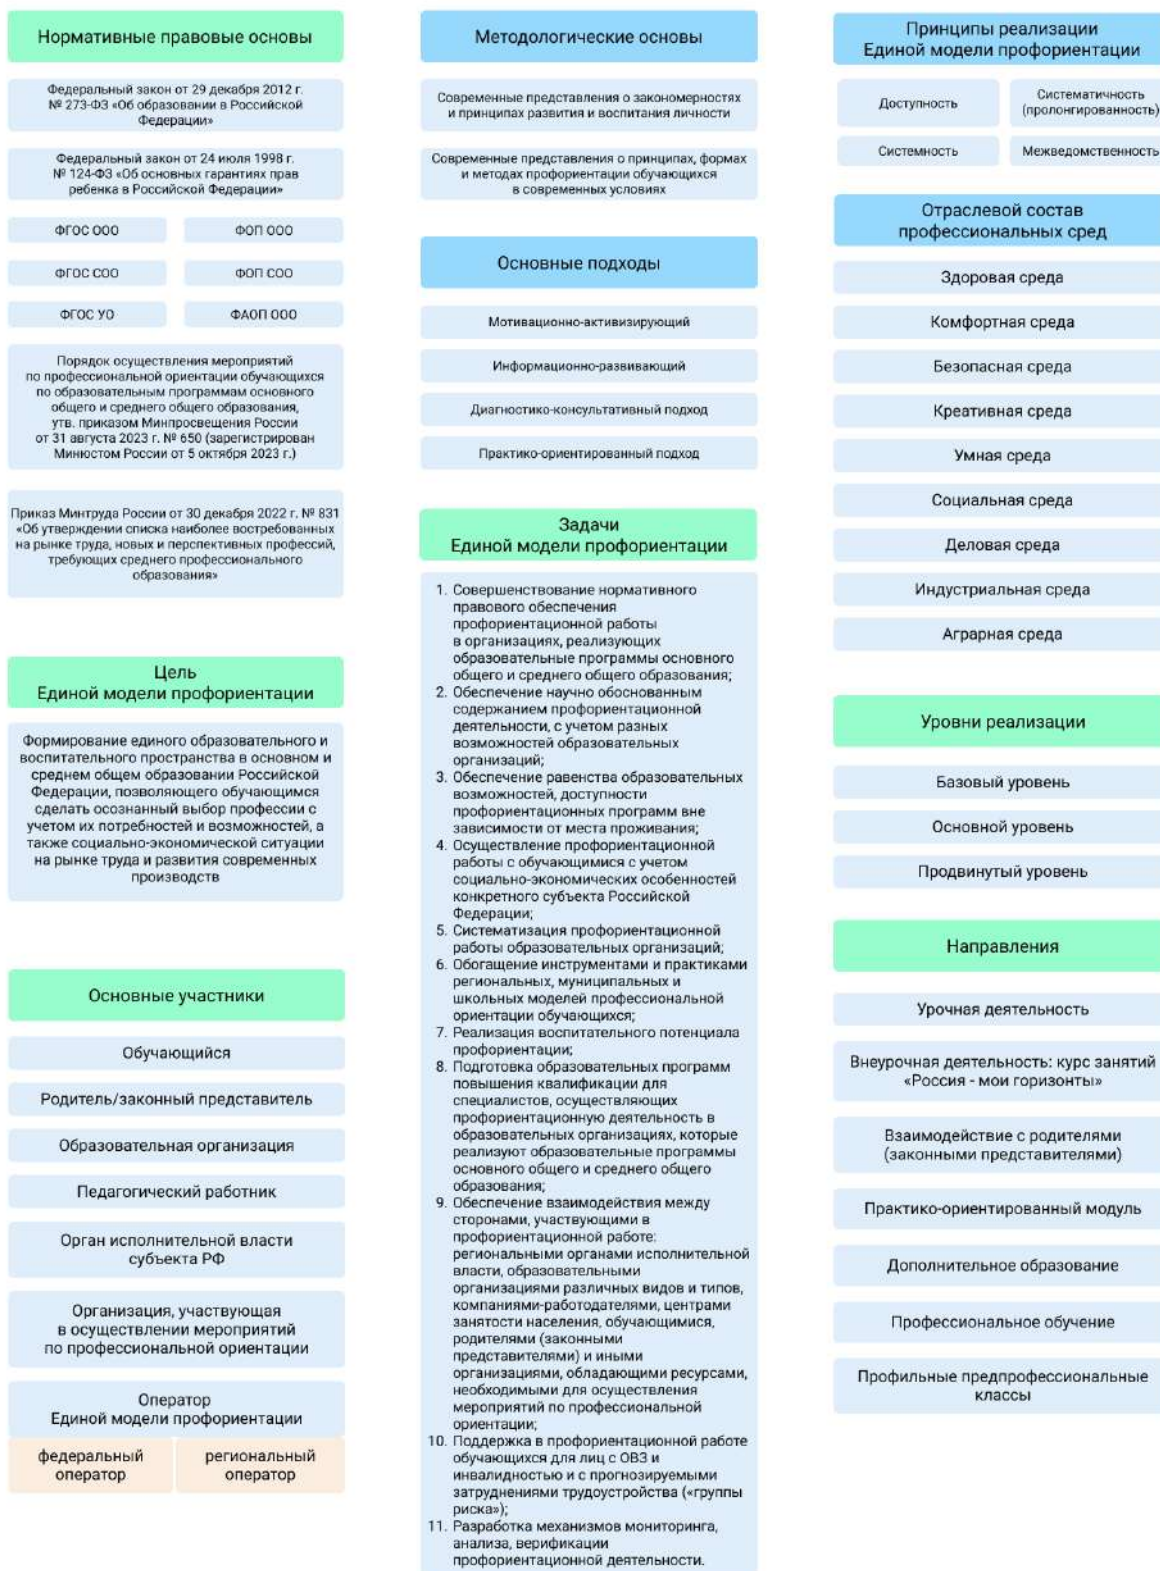 Нормативные правовые основы
Федеральный закон от 29 декабря 2012 г.
№ 273-ФЗ «Об образовании в Российской
Федерации»
Федеральный закон от 24 июля 1998 г.
№ 124-ФЗ «Об основных гарантиях прав
ребенка в Российской Федерации»
ФГОС ООО
ФОП ООО
ФГОС СОО
ФОП СОО
ФГОС УО
ФАОП ООО
Порядок осуществления мероприятий
по профессиональной ориентации обучающихся
по образовательным программам основного
общего и среднего общего образования,
утв. приказом Минпросвещения России
от 31 августа 2023 г. № 650 (зарегистрирован
Минюстом России от 5 октября 2023 г.)
Приказ Минтруда России от 30 декабря 2022 г. № 831
«Об утверждении списка наиболее востребованных
на рынке труда, новых и перспективных профессий,
требующих среднего профессионального
образования»
Цель
Единой модели профориентации
Формирование единого образовательного и
воспитательного пространства в основном и
среднем общем образовании Российской
Федерации, позволяющего обучающимся
сделать осознанный выбор профессии с
учетом их потребностей и возможностей, а
также социально-экономической ситуации
на рынке труда и развития современных
производств
Основные участники
Обучающийся
Родитель/законный представитель
Образовательная организация
Педагогический работник
Орган исполнительной власти
субъекта РФ
Организация, участвующая
в осуществлении мероприятий
по профессиональной ориентации
Оператор
Единой модели профориентации
федеральный
оператор
региональный
оператор
Методологические основы
Современные представления о закономерностях
и принципах развития и воспитания личности
Современные представления о принципах, формах
и методах профориентации обучающихся
в современных условиях
Основные подходы
Мотивационно-активизирующий
Информационно-развивающий
Диагностико-консультативный подход
Практико-ориентированный подход
Задачи
Единой модели профориентации
1. Совершенствование нормативного
правового обеспечения
профориентационной работы
в организациях, реализующих
образовательные программы основного
общего и среднего общего образования;
2. Обеспечение научно обоснованным
содержанием профориентационной
деятельности, с учетом разных
возможностей образовательных
организаций;
3. Обеспечение равенства образовательных
возможностей, доступности
профориентационных программ вне
зависимости от места проживания;
4. Осуществление профориентационной
работы с обучающимися с учетом
социально-экономических особенностей
конкретного субъекта Российской
Федерации;
5. Систематизация профориентационной
работы образовательных организаций;
6. Обогащение инструментами и практиками
региональных, муниципальных и
школьных моделей профессиональной
ориентации обучающихся;
7. Реализация воспитательного потенциала
профориентации;
8. Подготовка образовательных программ
повышения квалификации для
специалистов, осуществляющих
профориентационную деятельность в
образовательных организациях, которые
реализуют образовательные программы
основного общего и среднего общего
образования;
9. Обеспечение взаимодействия между
сторонами, участвующими в
профориентационной работе:
региональными органами исполнительной
власти, образовательными
организациями различных видов и типов,
компаниями-работодателями, центрами
занятости населения, обучающимися,
родителями (законными
представителями) и иными
организациями, обладающими ресурсами,
необходимыми для осуществления
мероприятий по профессиональной
ориентации;
10. Поддержка в профориентационной работе
обучающихся для лиц с ОВЗ и
инвалидностью и с прогнозируемыми
затруднениями трудоустройства («группы
риска»);
11. Разработка механизмов мониторинга,
анализа, верификации
профориентационной деятельности.
Принципы реализации
Единой модели профориентации
Доступность
Систематичность
(пролонгированность)
Системность
Межведомственность
Отраслевой состав
профессиональных сред
Здоровая среда
Комфортная среда
Безопасная среда
Креативная среда
Умная среда
Социальная среда
Деловая среда
Индустриальная среда
Аграрная среда
Уровни реализации
Базовый уровень
Основной уровень
Продвинутый уровень
Направления
Урочная деятельность
Внеурочная деятельность: курс занятий
«Россия - мои горизонты»
Взаимодействие с родителями
(законными представителями)
Практико-ориентированный модуль
Дополнительное образование
Профессиональное обучение
Профильные предпрофессиональные
классы